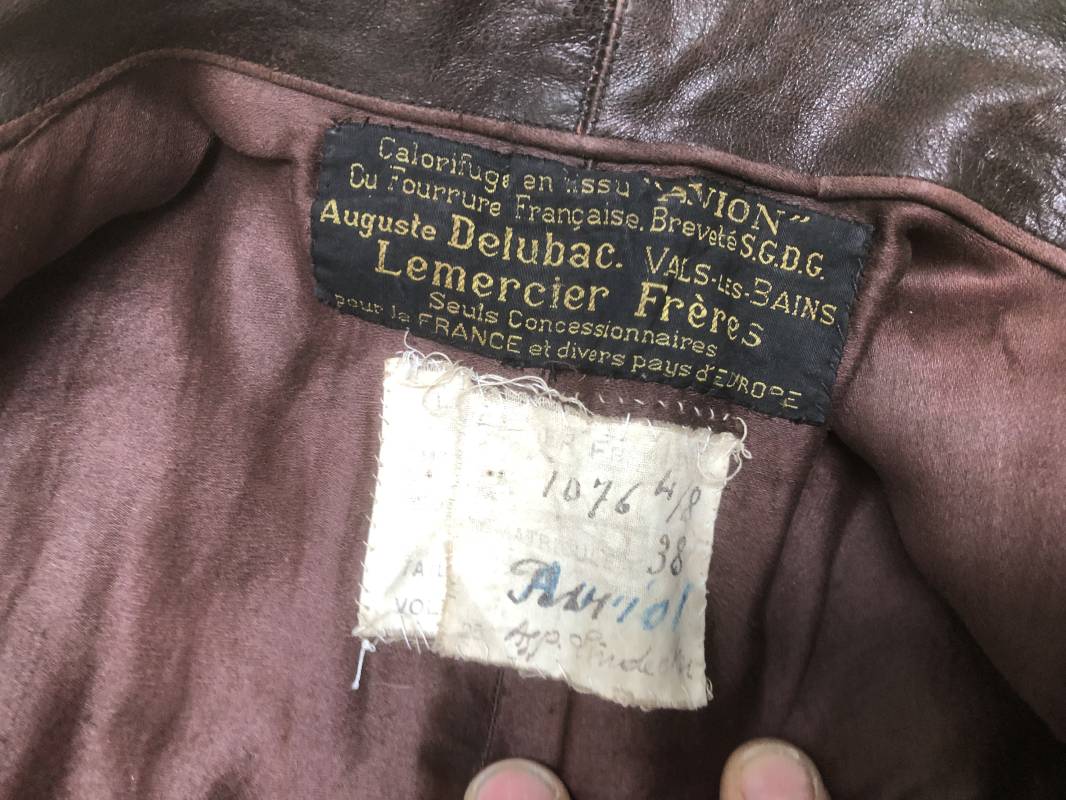 Calorifuge en Tissu "AVION"
Ou Fourrure Française. Breveté S.G.D.G.
Auguste Delubac. VALS-LES-BAINS
Lemercier Frères
Seuls Concessionnaires
pour la FRANCE et divers pays d'EUROPE
1076 4/8
38
VOL